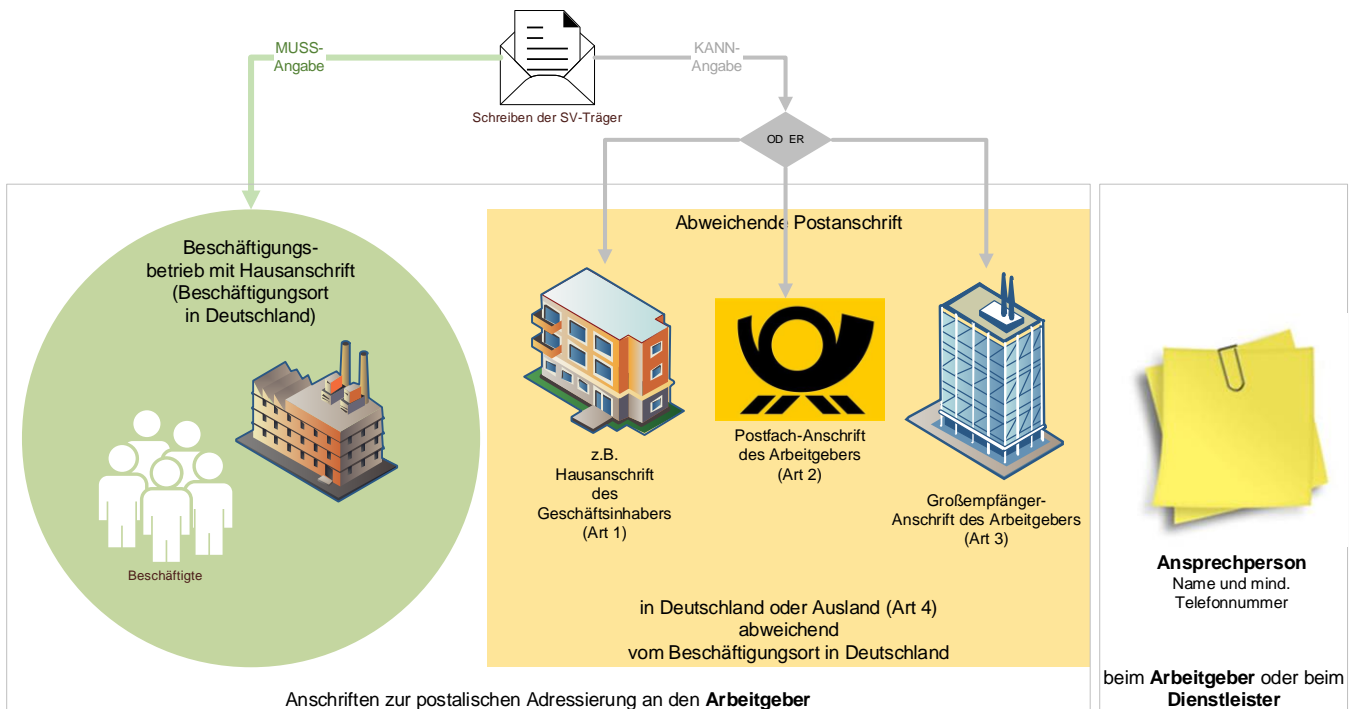 MUSS-
Angabe
KANN-
Angabe
Schreiben der SV-Träger
OD ER
Beschäftigungs-
betrieb mit Hausanschrift
(Beschäftigungsort
in Deutschland)
Beschäftigte
Abweichende Postanschrift
z.B.
Hausanschrift
des
Geschäftsinhabers
(Art 1)
Postfach-Anschrift
des Arbeitgebers
(Art 2)
Großempfänger-
Anschrift des Arbeitgebers
(Art 3)
in Deutschland oder Ausland (Art 4)
abweichend
vom Beschäftigungsort in Deutschland
Anschriften zur postalischen Adressierung an den Arbeitgeber
Ansprechperson
Name und mind.
Telefonnummer
beim Arbeitgeber oder beim
Dienstleister